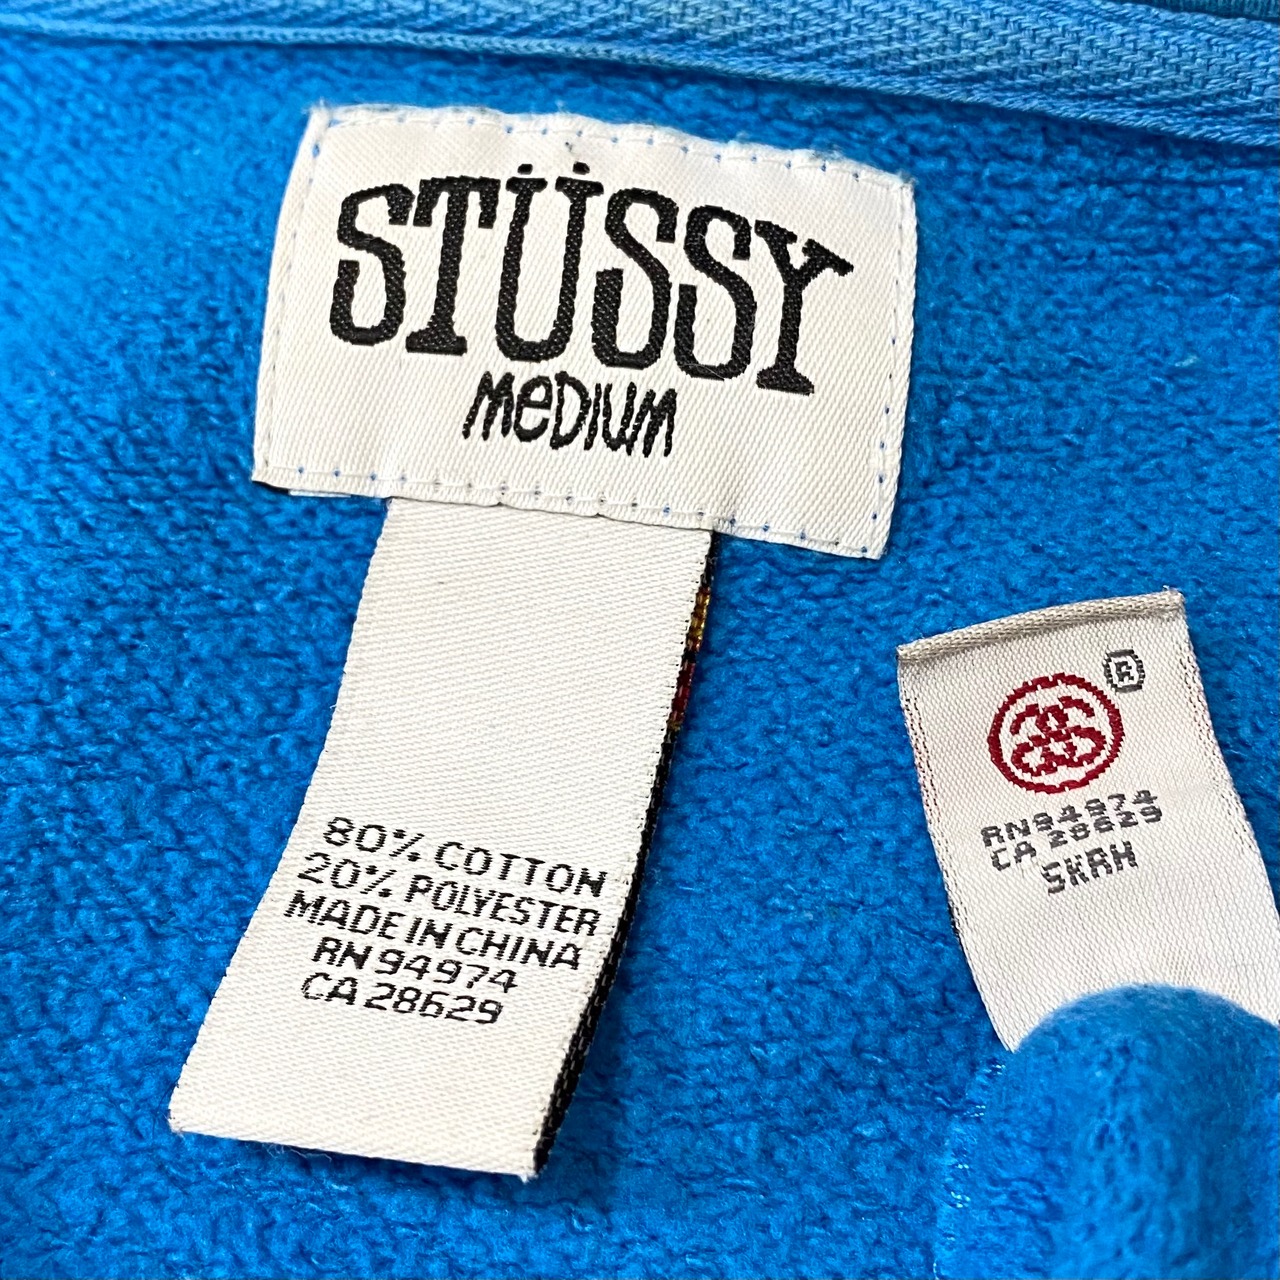 STÜSSY
MEDIUM
80% COTTON
20% POLYESTER
MADE IN CHINA
RN 94974
CA 28629
®
RN94974
CA 28629
SKRH